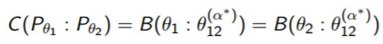 C(P_{θ_1} : P_{θ_2}) = B(θ_1 : θ_{12}^{(α*)}) = B(θ_2 : θ_{12}^{(α*)})